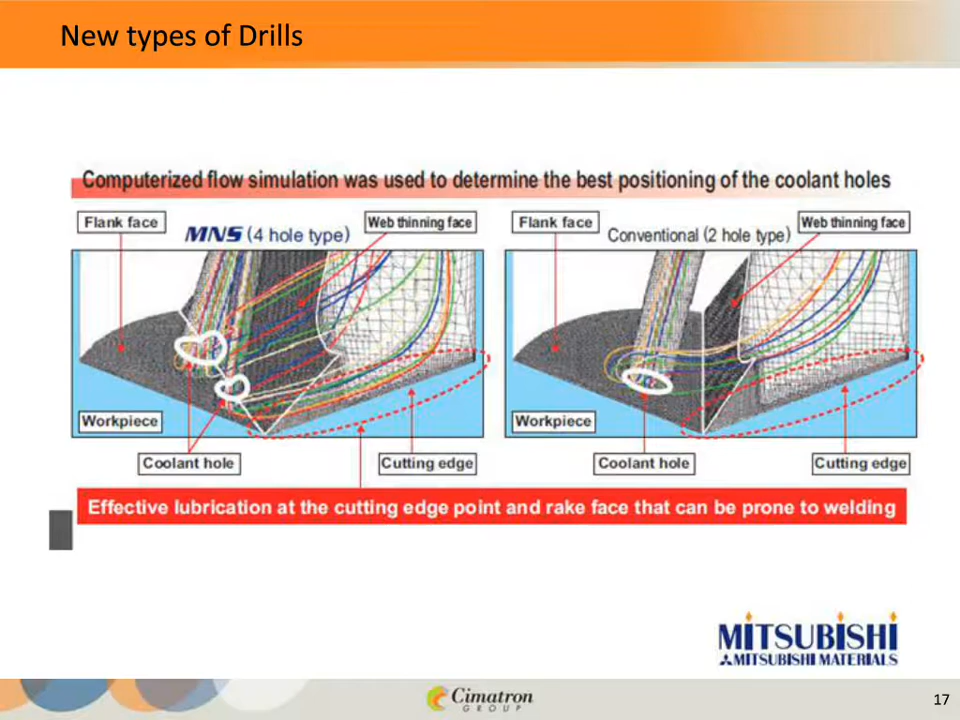 New types of Drills
Computerized flow simulation was used to determine the best positioning of the coolant holes
Flank face
MNS (4 hole type)
Web thinning face
Workpiece
Coolant hole
Cutting edge
Flank face
Conventional (2 hole type)
Web thinning face
Workpiece
Coolant hole
Cutting edge
Effective lubrication at the cutting edge point and rake face that can be prone to welding
MITSUBISHI
MITSUBISHI MATERIALS
Cimatron
GROUP
17